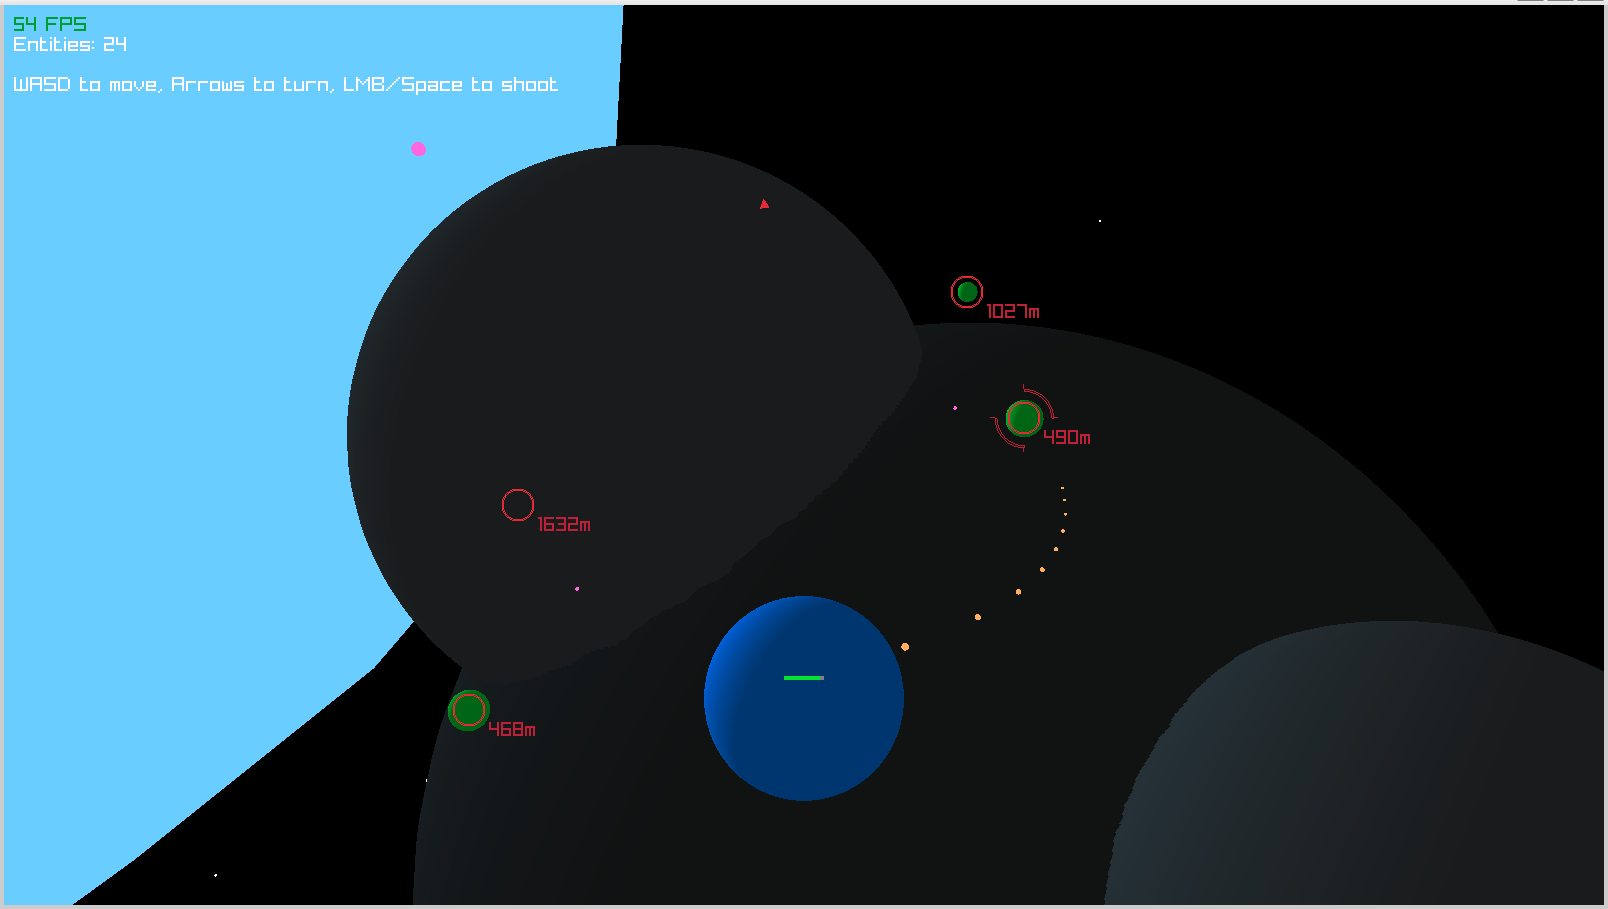 54 FPS
Entities: 24
WASD to move, Arrows to turn, LMB/Space to shoot
1027m
490m
1632m
468m